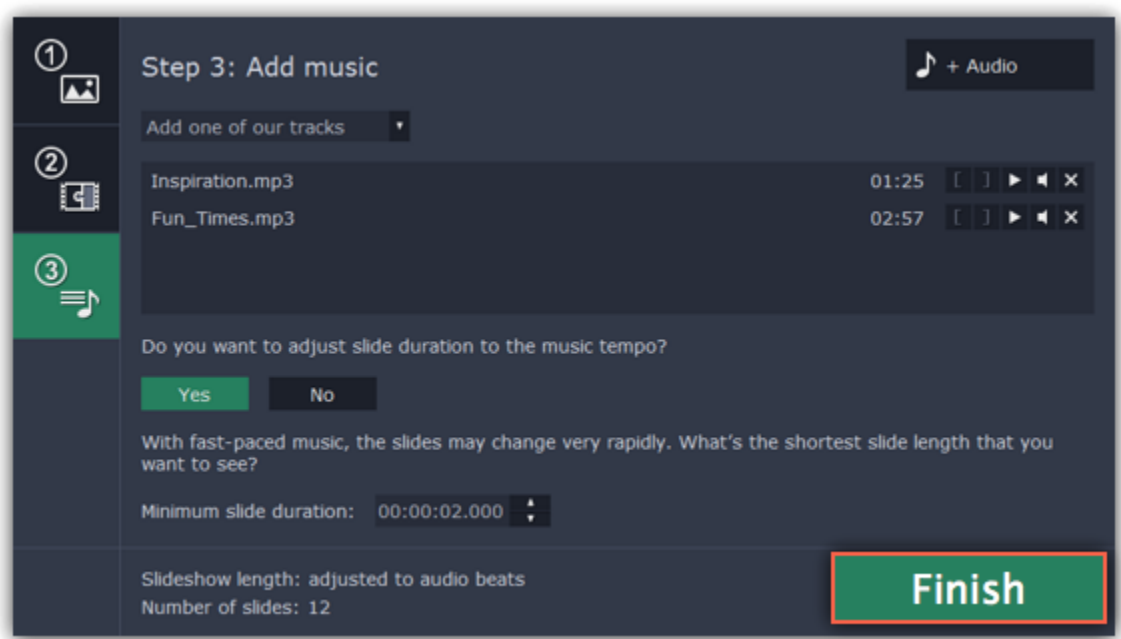 1
Step 3: Add music
+ Audio
Add one of our tracks
2
Inspiration.mp3 01:25 [ ]
Fun_Times.mp3 02:57 [ ]
3
Do you want to adjust slide duration to the music tempo?
Yes No
With fast-paced music, the slides may change very rapidly. What's the shortest slide length that you
want to see?
Minimum slide duration: 00:00:02.000
Slideshow length: adjusted to audio beats
Number of slides: 12
Finish